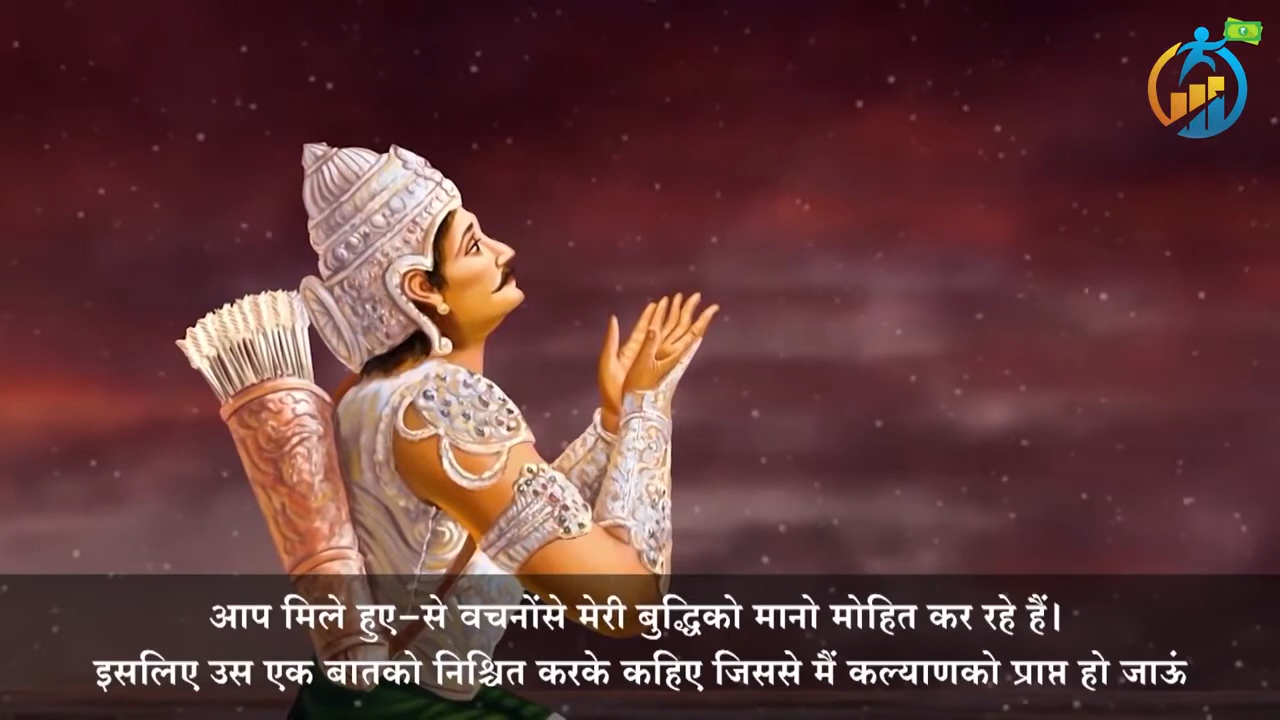 आप मिले हुए-से वचनोंसे मेरी बुद्धिको मानो मोहित कर रहे हैं।
इसलिए उस एक बातको निश्चित करके कहिए जिससे मैं कल्याणको प्राप्त हो जाऊं